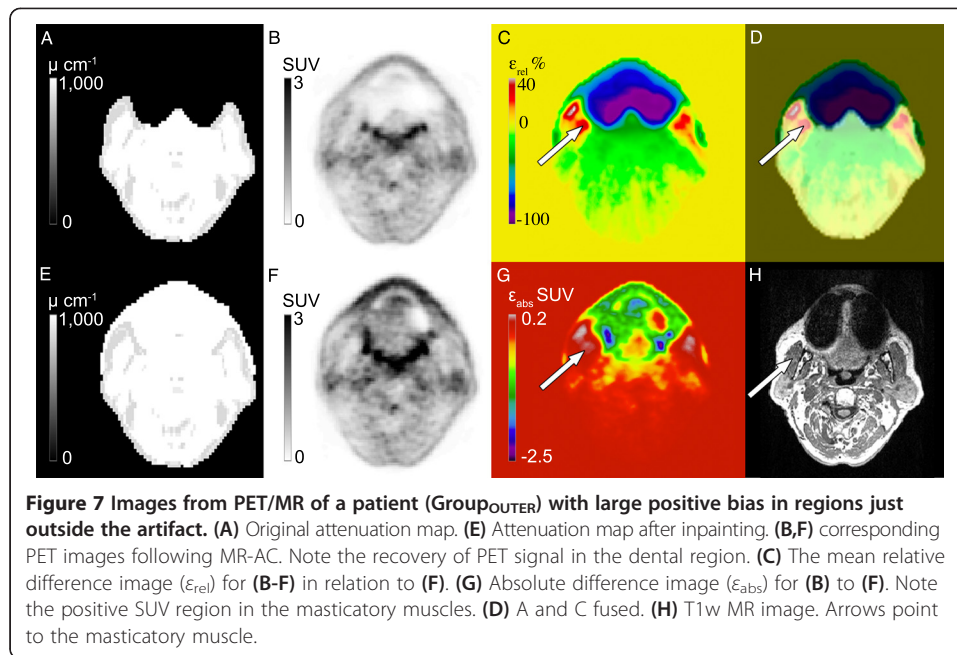 A
μ cm-1
1,000
0
B
SUV
3
0
C
εrel %
40
0
-100
D
E
μ cm-1
1,000
0
F
SUV
3
0
G
εabs SUV
0.2
-2.5
H
Figure 7 Images from PET/MR of a patient (GroupOUTER) with large positive bias in regions just
outside the artifact. (A) Original attenuation map. (E) Attenuation map after inpainting. (B,F) corresponding
PET images following MR-AC. Note the recovery of PET signal in the dental region. (C) The mean relative
difference image (εrel) for (B-F) in relation to (F). (G) Absolute difference image (εabs) for (B) to (F). Note
the positive SUV region in the masticatory muscles. (D) A and C fused. (H) T1w MR image. Arrows point
to the masticatory muscle.